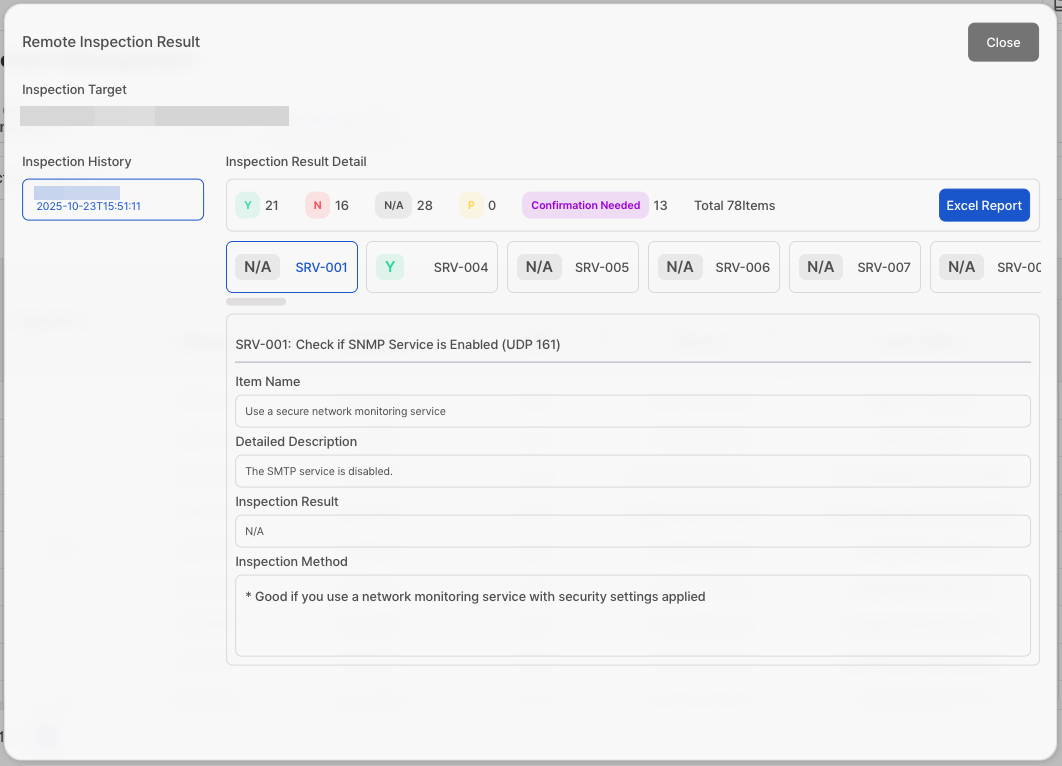 Remote Inspection Result
Close
Inspection Target
Inspection History
2025-10-23T15:51:11
Inspection Result Detail
Y 21 N 16 N/A 28 P 0 Confirmation Needed 13 Total 78Items Excel Report
N/A SRV-001 Y SRV-004 N/A SRV-005 N/A SRV-006 N/A SRV-007 N/A SRV-00
SRV-001: Check if SNMP Service is Enabled (UDP 161)
Item Name
Use a secure network monitoring service
Detailed Description
The SMTP service is disabled.
Inspection Result
N/A
Inspection Method
* Good if you use a network monitoring service with security settings applied